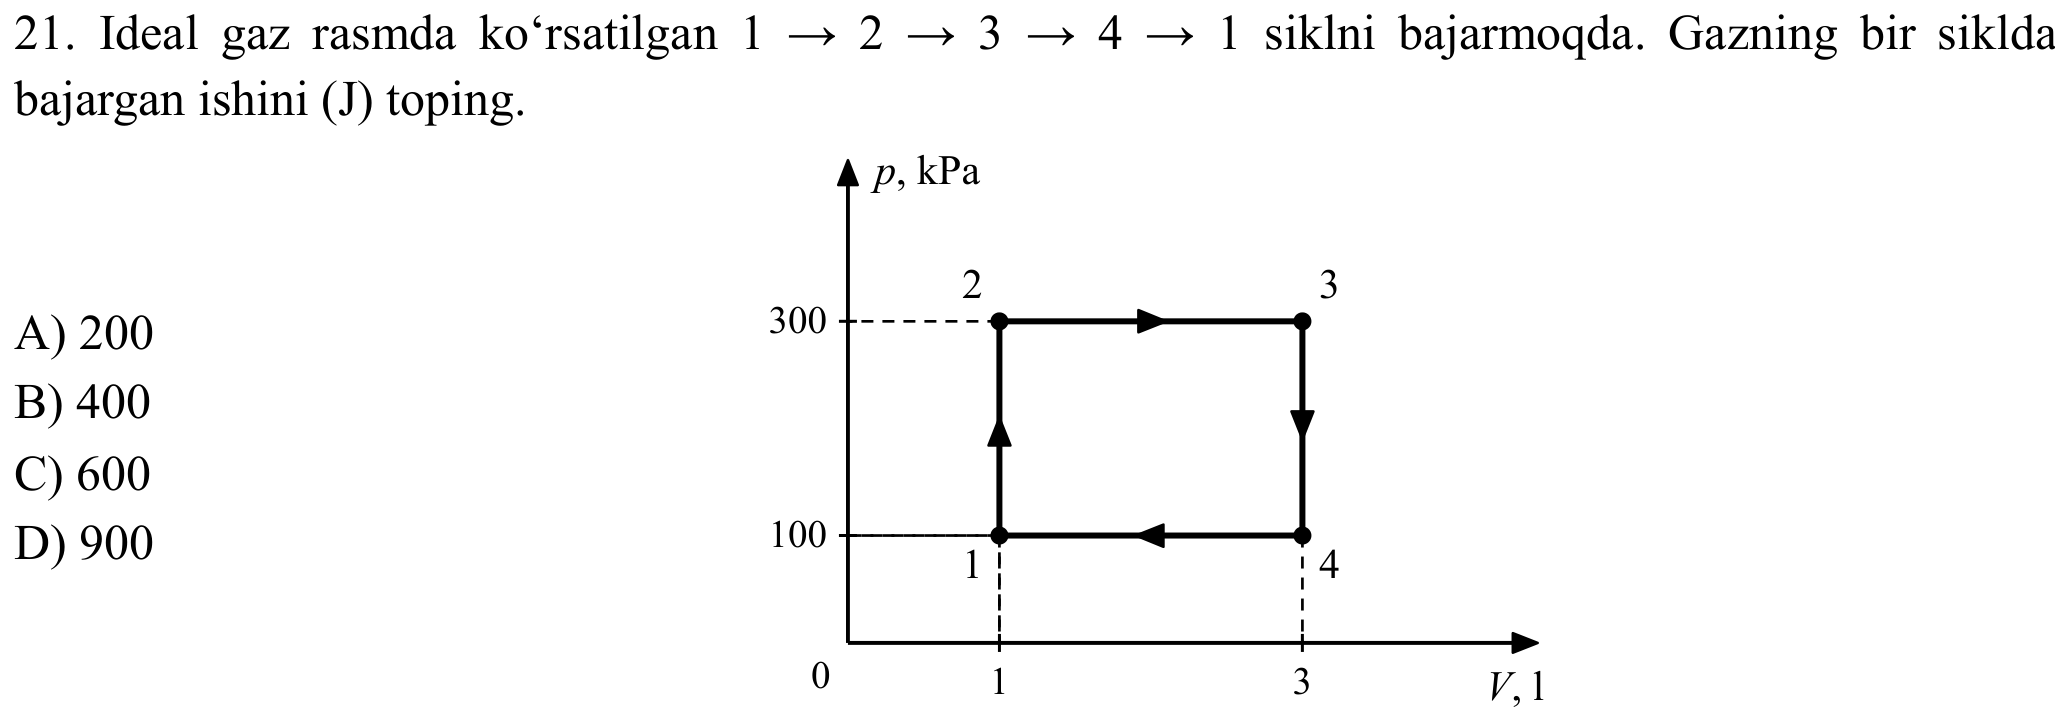 21. Ideal gaz rasmda ko‘rsatilgan 1 → 2 → 3 → 4 → 1 siklni bajarmoqda. Gazning bir siklda
bajargan ishini (J) toping.
p, kPa
2
3
300
A) 200
B) 400
C) 600
D) 900
100
1
4
0
1
3
V, l